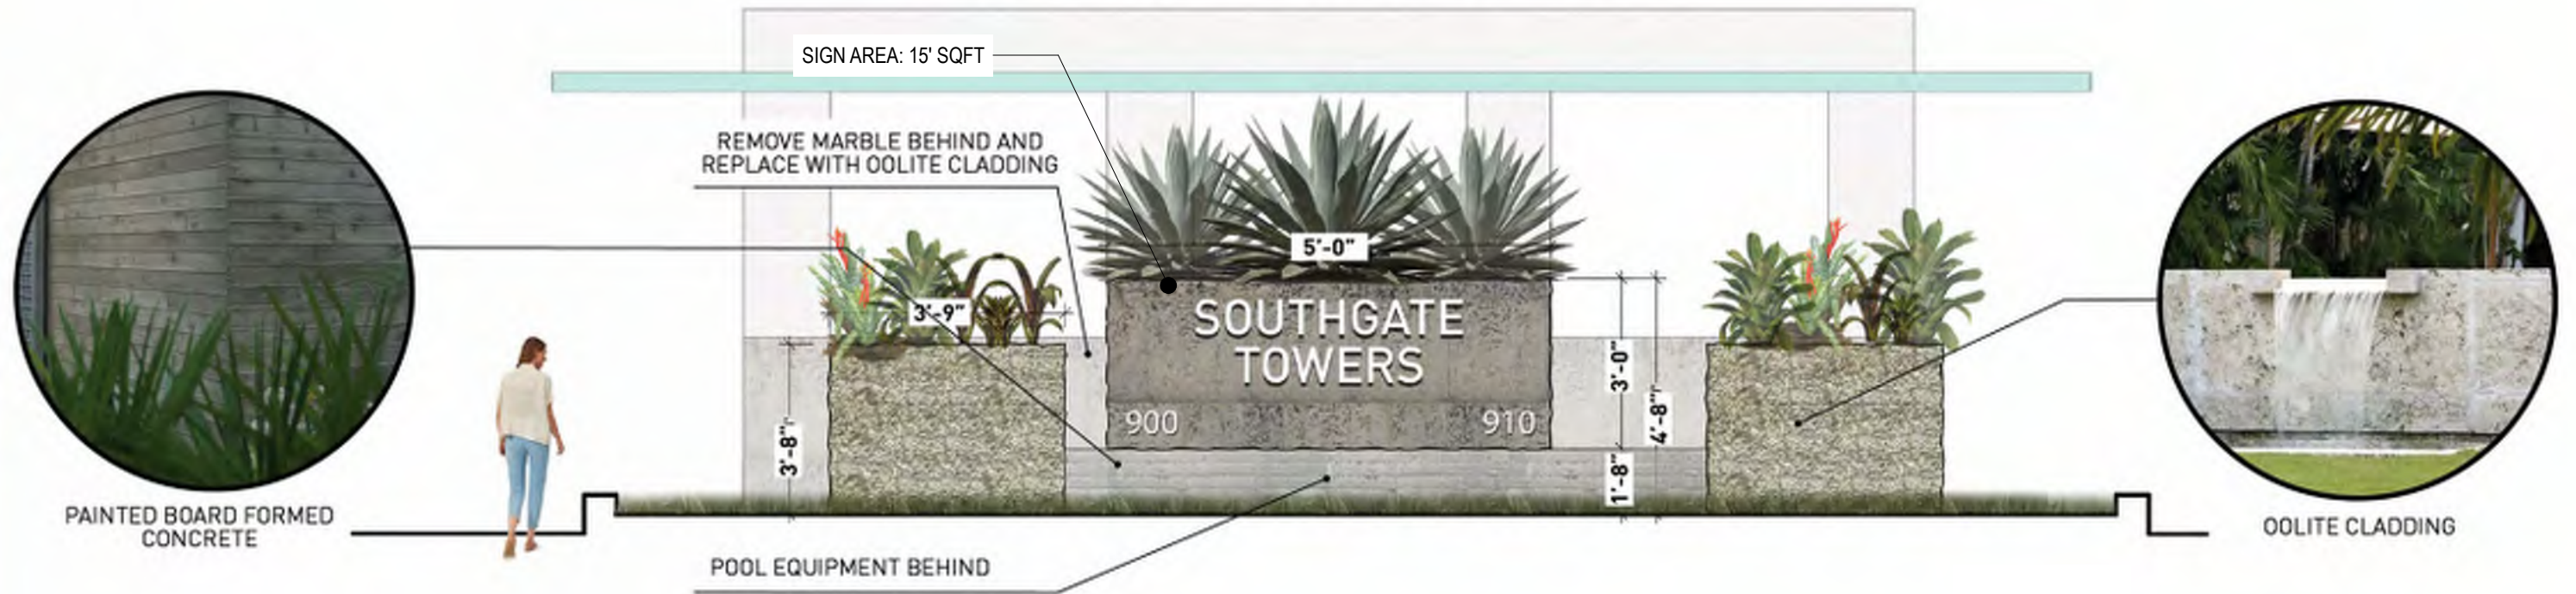 SIGN AREA: 15' SQFT
REMOVE MARBLE BEHIND AND
REPLACE WITH OOLITE CLADDING
5'-0"
3'-9"
SOUTHGATE
TOWERS
900
910
3'-8"
3'-0"
4'-8"
1'-8"
PAINTED BOARD FORMED
CONCRETE
OOLITE CLADDING
POOL EQUIPMENT BEHIND